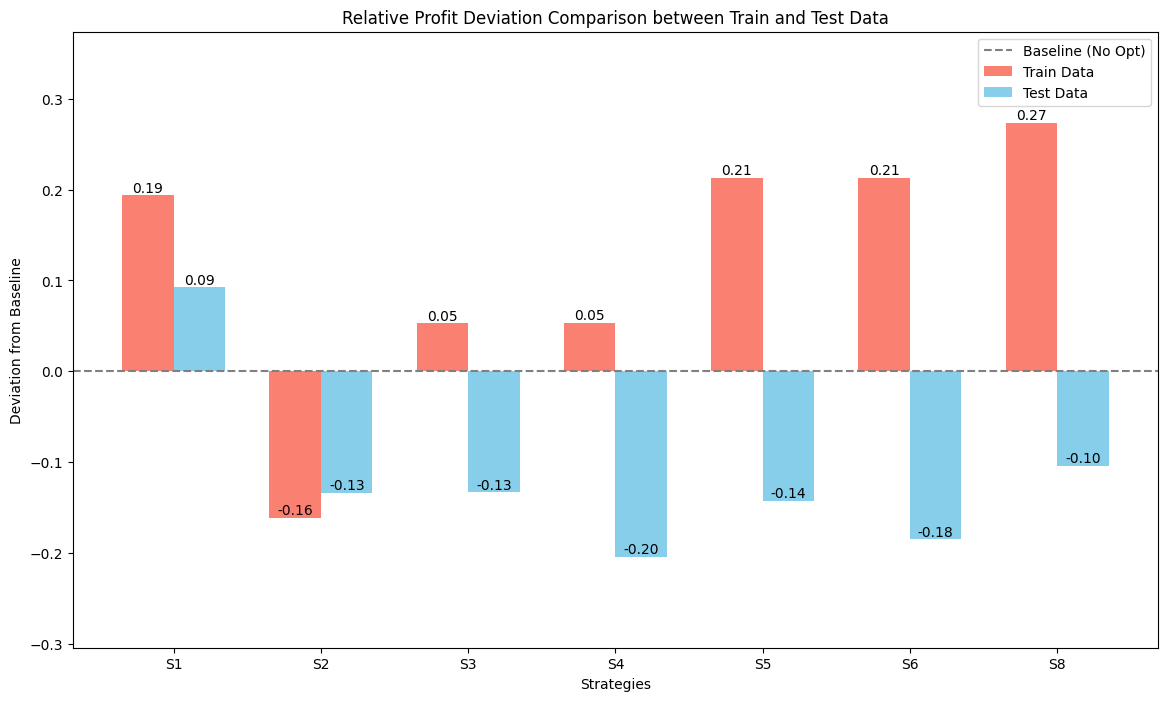 Relative Profit Deviation Comparison between Train and Test Data
Baseline (No Opt)
Train Data
Test Data
Deviation from Baseline
0.3
0.2
0.1
0.0
−0.1
−0.2
−0.3
0.19
0.09
-0.16
-0.13
0.05
-0.13
0.05
-0.20
0.21
-0.14
0.21
-0.18
0.27
-0.10
S1
S2
S3
S4
S5
S6
S8
Strategies